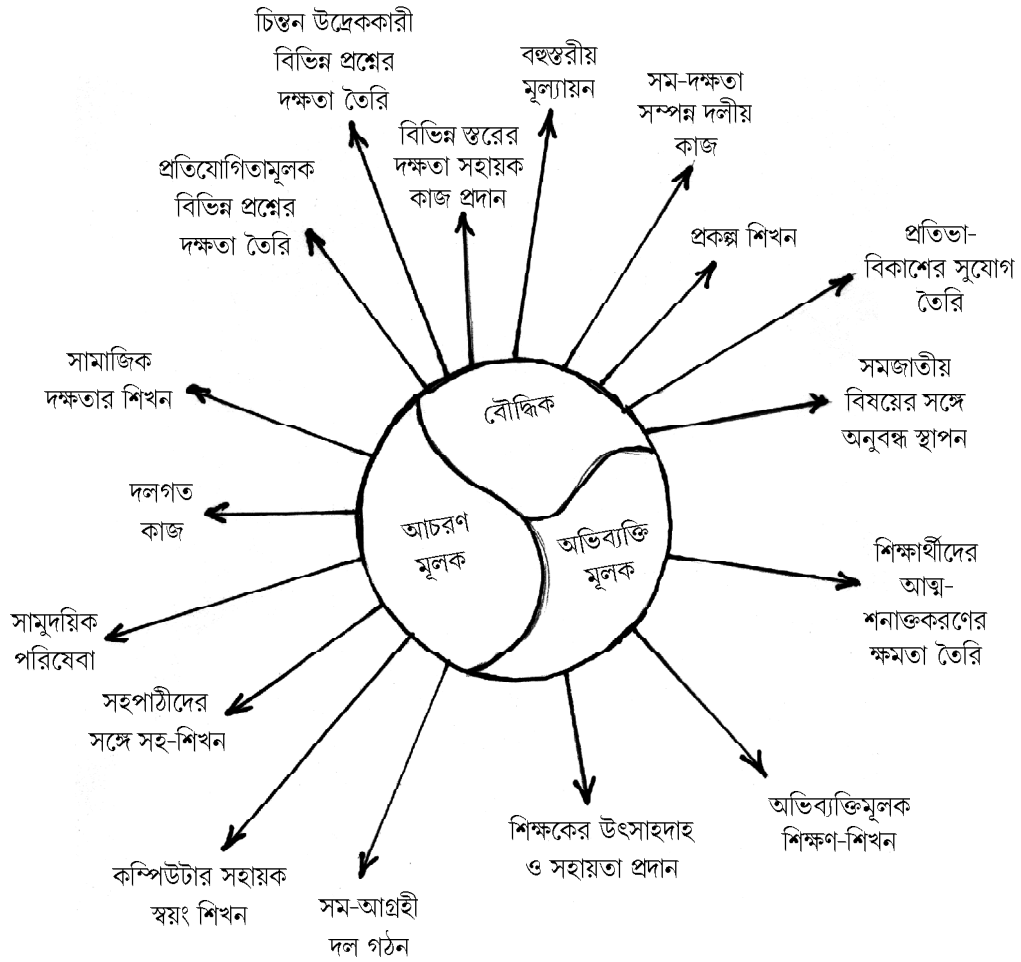 চিন্তন উদ্রেককারী
বিভিন্ন প্রশ্নের
দক্ষতা তৈরি
বহুস্তরীয়
মূল্যায়ন
সম-দক্ষতা
সম্পন্ন দলীয়
কাজ
বিভিন্ন স্তরের
দক্ষতা সহায়ক
কাজ প্রদান
প্রতিযোগিতামূলক
বিভিন্ন প্রশ্নের
দক্ষতা তৈরি
প্রকল্প শিখন
প্রতিভা-
বিকাশের সুযোগ
তৈরি
সামাজিক
দক্ষতার শিখন
সমজাতীয়
বিষয়ের সঙ্গে
অনুবন্ধ স্থাপন
বৌদ্ধিক
দলগত
কাজ
আচরণ
মূলক
অভিব্যক্তি
মূলক
শিক্ষার্থীদের
আত্ম-
শনাক্তকরণের
ক্ষমতা তৈরি
সামুদয়িক
পরিষেবা
সহপাঠীদের
সঙ্গে সহ-শিখন
অভিব্যক্তিমূলক
শিক্ষণ-শিখন
শিক্ষকের উৎসাহদাহ
ও সহায়তা প্রদান
কম্পিউটার সহায়ক
স্বয়ং শিখন
সম-আগ্রহী
দল গঠন